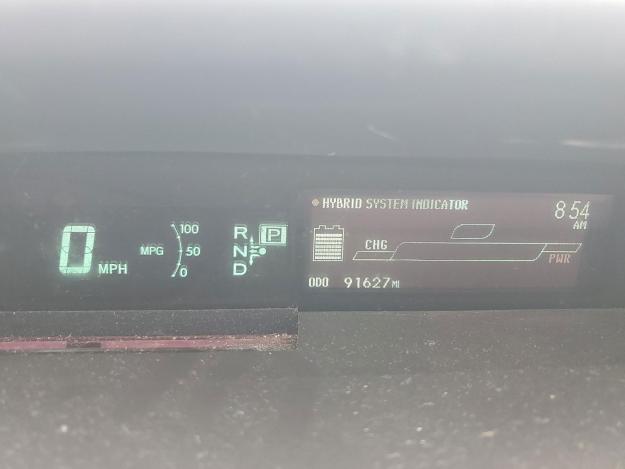 0 MPH
MPG
100
50
0
R
N
D
P
HYBRID SYSTEM INDICATOR
8:54
AM
CHG
PWR
ODO 91627 MI